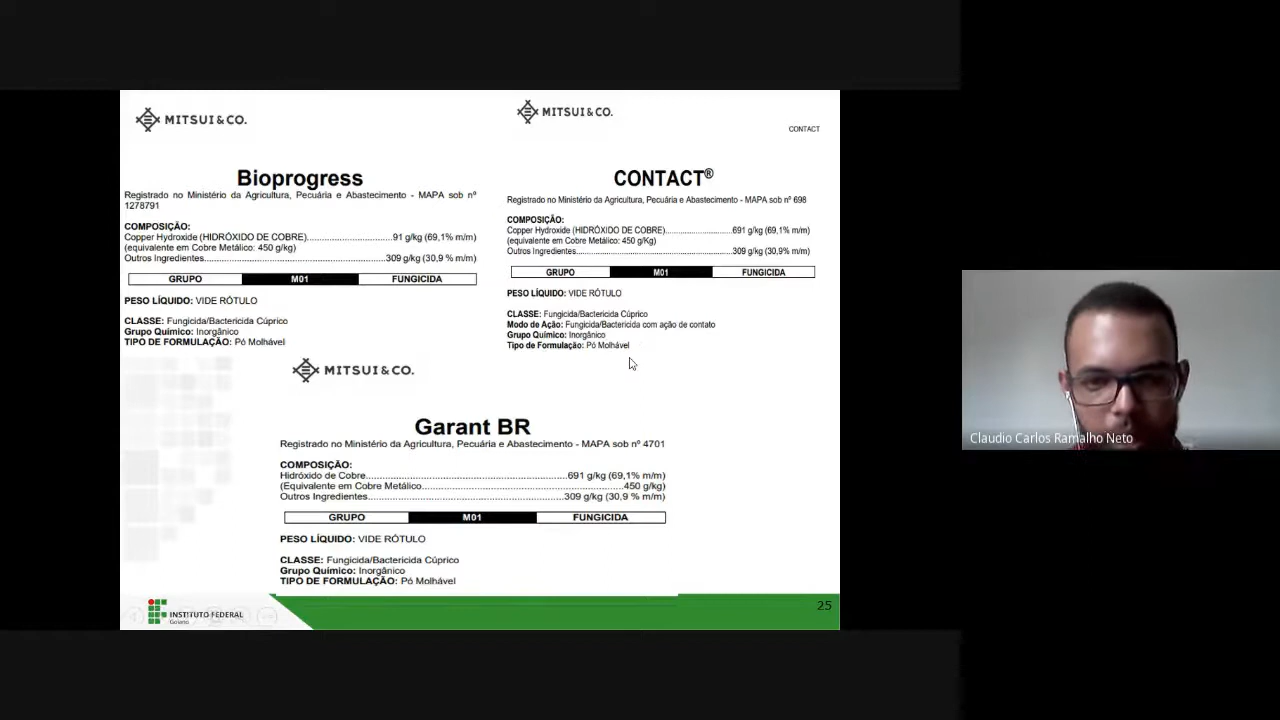 MITSUI & CO.
Bioprogress
Registrado no Ministério da Agricultura, Pecuária e Abastecimento - MAPA sob nº
1278791
COMPOSIÇÃO:
Copper Hydroxide (HIDRÓXIDO DE COBRE)................................91 g/kg (69,1% m/m)
(equivalente em Cobre Metálico: 450 g/kg)
Outros Ingredientes....................................................................309 g/kg (30,9 % m/m)
GRUPO M01 FUNGICIDA
PESO LÍQUIDO: VIDE RÓTULO
CLASSE: Fungicida/Bactericida Cúprico
Grupo Químico: Inorgânico
TIPO DE FORMULAÇÃO: Pó Molhável
MITSUI & CO.
CONTACT
CONTACT®
Registrado no Ministério da Agricultura, Pecuária e Abastecimento - MAPA sob nº 698
COMPOSIÇÃO:
Copper Hydroxide (HIDRÓXIDO DE COBRE)............................691 g/kg (69,1% m/m)
(equivalente em Cobre Metálico: 450 g/Kg)
Outros Ingredientes.................................................................309 g/kg (30,9% m/m)
GRUPO M01 FUNGICIDA
PESO LÍQUIDO: VIDE RÓTULO
CLASSE: Fungicida/Bactericida Cúprico
Modo de Ação: Fungicida/Bactericida com ação de contato
Grupo Químico: Inorgânico
Tipo de Formulação: Pó Molhável
MITSUI & CO.
Garant BR
Registrado no Ministério da Agricultura, Pecuária e Abastecimento - MAPA sob nº 4701
COMPOSIÇÃO:
Hidróxido de Cobre....................................................................691 g/kg (69,1% m/m)
(Equivalente em Cobre Metálico..................................................450 g/kg)
Outros Ingredientes...................................................................309 g/kg (30,9 % m/m)
GRUPO M01 FUNGICIDA
PESO LÍQUIDO: VIDE RÓTULO
CLASSE: Fungicida/Bactericida Cúprico
Grupo Químico: Inorgânico
TIPO DE FORMULAÇÃO: Pó Molhável
INSTITUTO FEDERAL
Goiano
25
Claudio Carlos Ramalho Neto